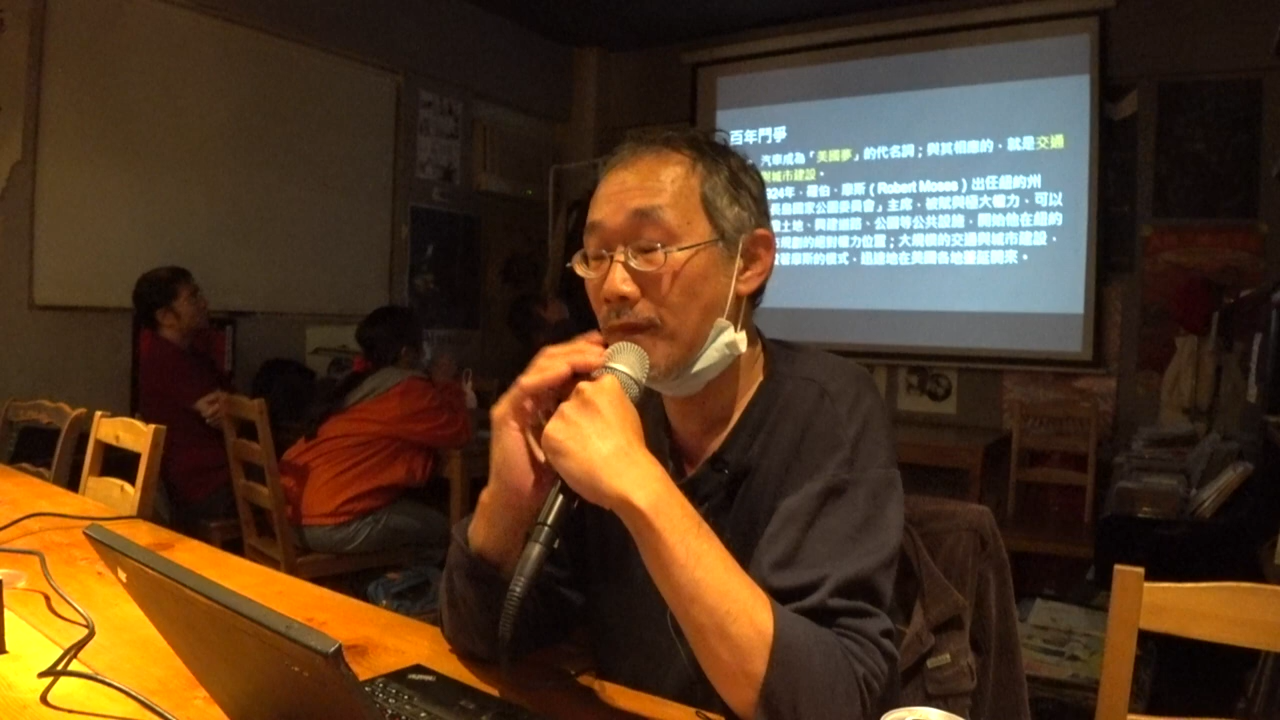 百年鬥爭
汽車成為「美國夢」的代名詞；與其相應的，就是交通
與城市建設。
924年，羅伯．摩斯（Robert Moses）出任紐約州
長島國家公園委員會」主席，被賦與極大權力、可以
土地、興建道路、公園等公共設施，開始他在紐約
規劃的絕對權力位置；大規模的交通與城市建設，
著摩斯的模式，迅速地在美國各地蔓延開來。